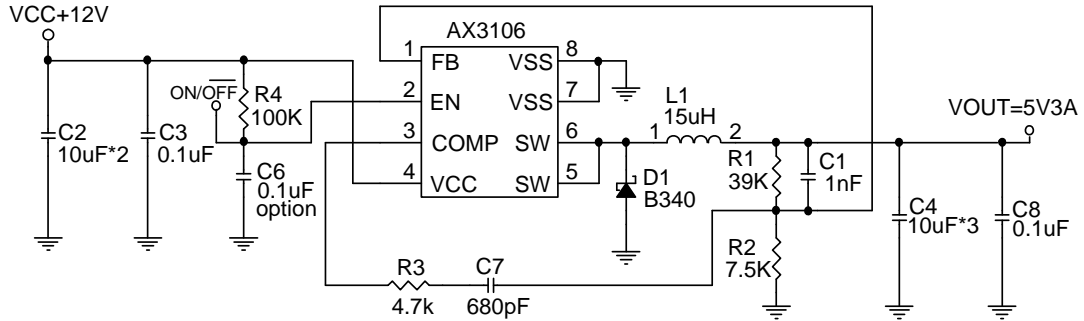 VCC+12V
AX3106
1
FB
VSS
8
ON/OFF
R4
100K
2
EN
VSS
7
L1
15uH
VOUT=5V3A
C2
10uF*2
C3
0.1uF
3
COMP
SW
6
1
2
C6
0.1uF
option
4
VCC
SW
5
D1
B340
R1
39K
C1
1nF
C4
10uF*3
C8
0.1uF
R2
7.5K
R3
4.7k
C7
680pF